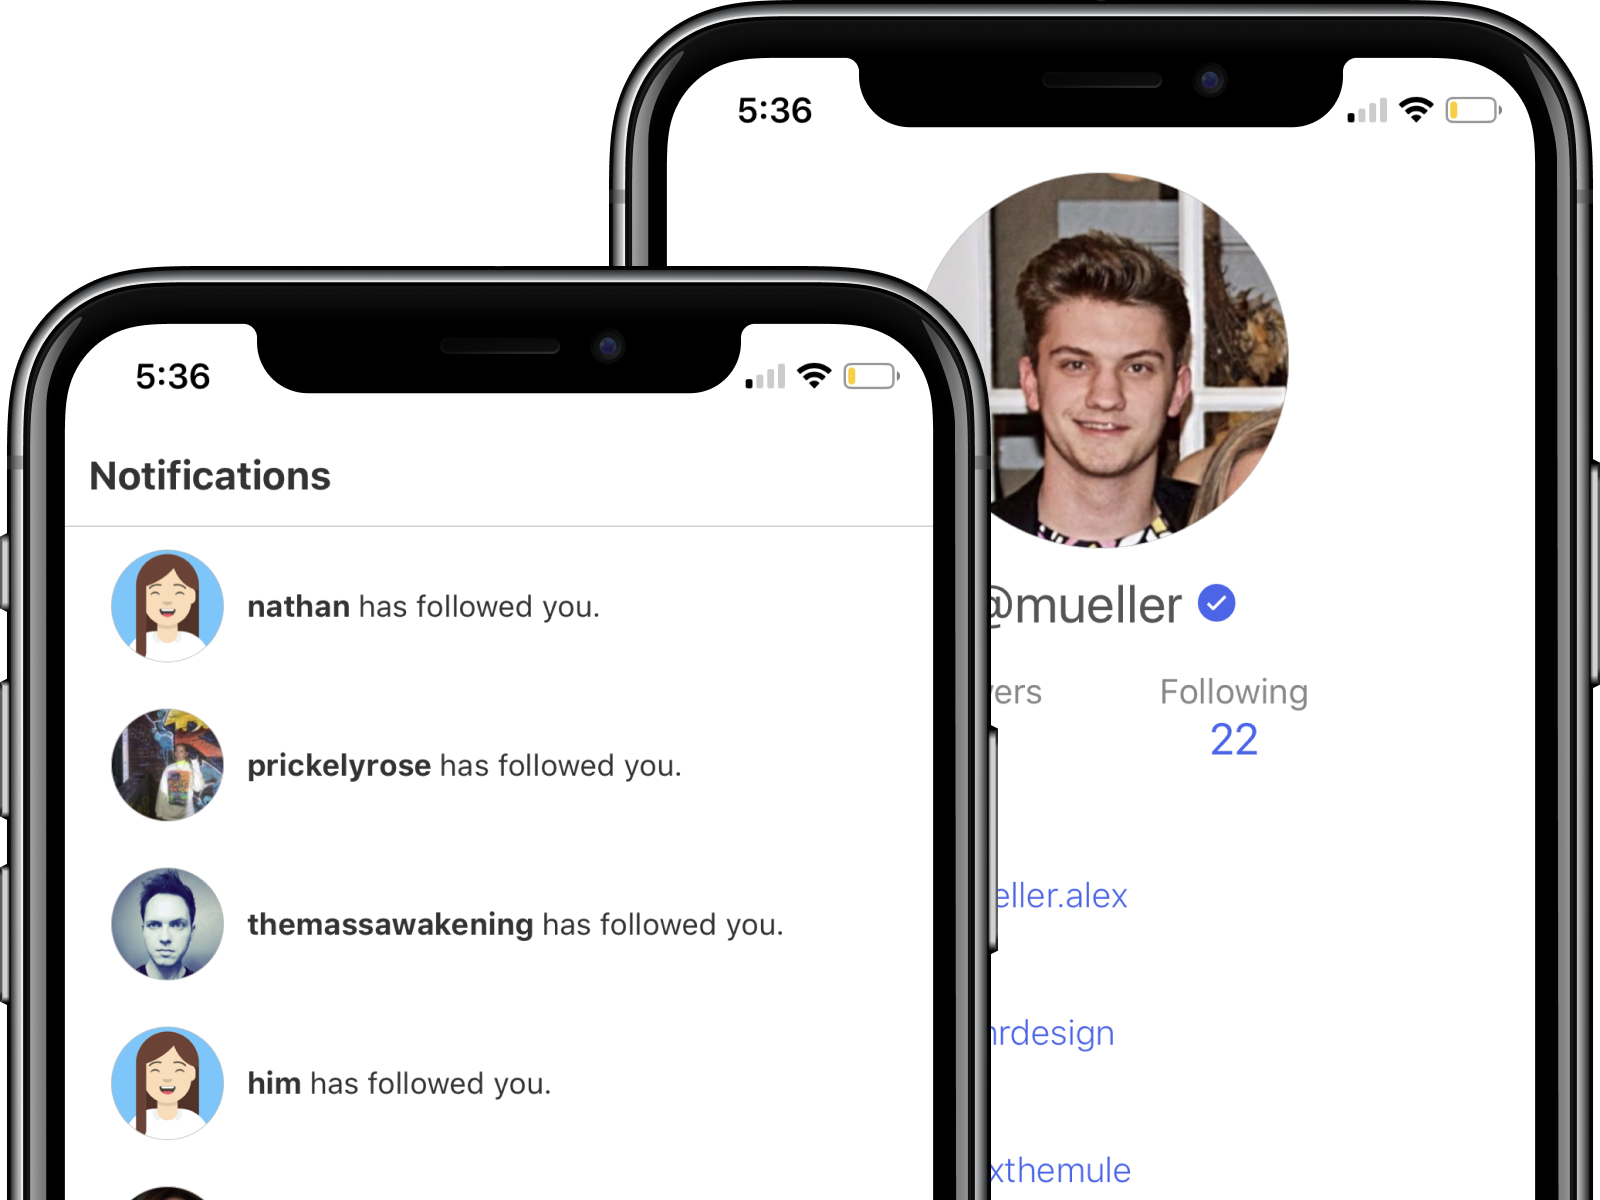 5:36
Notifications
nathan has followed you.
prickelyrose has followed you.
themassawakening has followed you.
him has followed you.
5:36
@mueller
Following
22
eller.alex
rdesign
xthemule